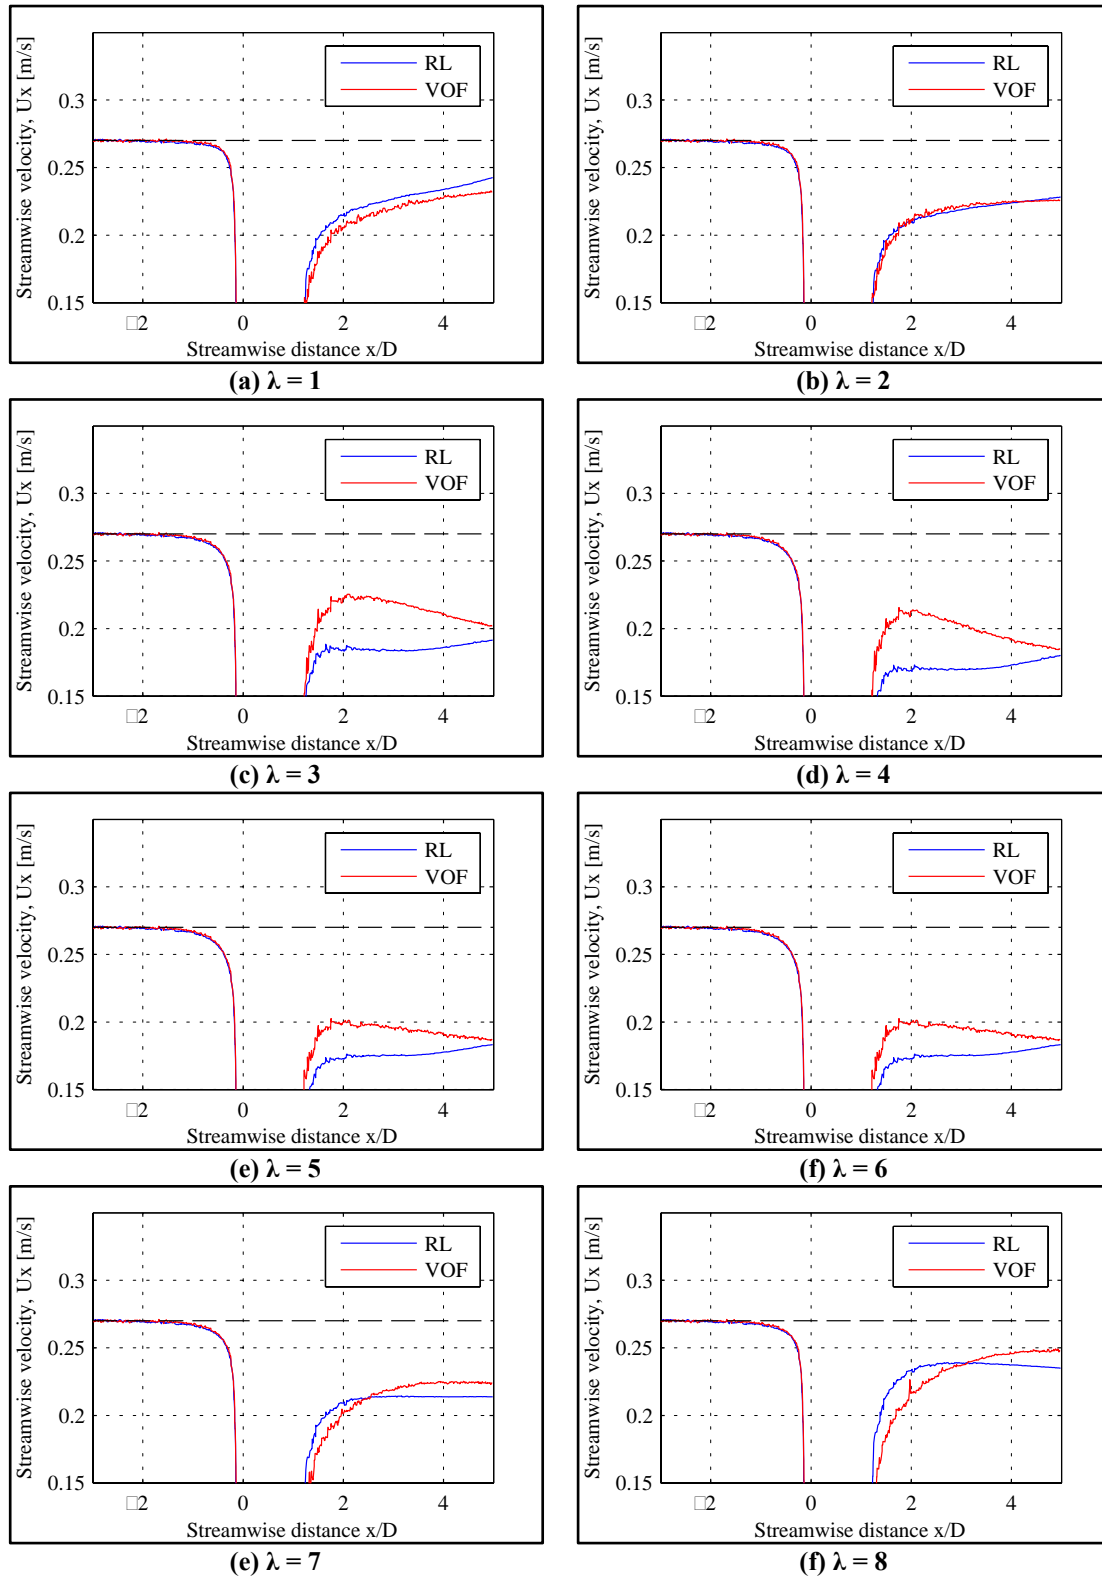 RL
VOF
Streamwise velocity, Ux [m/s]
0.3
0.25
0.2
0.15
□2 0 2 4
Streamwise distance x/D
(a) λ = 1
RL
VOF
Streamwise velocity, Ux [m/s]
0.3
0.25
0.2
0.15
□2 0 2 4
Streamwise distance x/D
(b) λ = 2
RL
VOF
Streamwise velocity, Ux [m/s]
0.3
0.25
0.2
0.15
□2 0 2 4
Streamwise distance x/D
(c) λ = 3
RL
VOF
Streamwise velocity, Ux [m/s]
0.3
0.25
0.2
0.15
□2 0 2 4
Streamwise distance x/D
(d) λ = 4
RL
VOF
Streamwise velocity, Ux [m/s]
0.3
0.25
0.2
0.15
□2 0 2 4
Streamwise distance x/D
(e) λ = 5
RL
VOF
Streamwise velocity, Ux [m/s]
0.3
0.25
0.2
0.15
□2 0 2 4
Streamwise distance x/D
(f) λ = 6
RL
VOF
Streamwise velocity, Ux [m/s]
0.3
0.25
0.2
0.15
□2 0 2 4
Streamwise distance x/D
(e) λ = 7
RL
VOF
Streamwise velocity, Ux [m/s]
0.3
0.25
0.2
0.15
□2 0 2 4
Streamwise distance x/D
(f) λ = 8